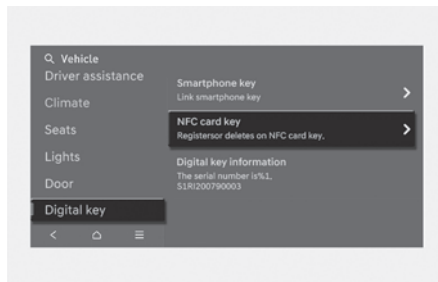 Vehicle
Driver assistance
Climate
Seats
Lights
Door
Digital key
Smartphone key
Link smartphone key
NFC card key
Registersor deletes on NFC card key,
Digital key information
The serial number is%1,
S1RI200790003